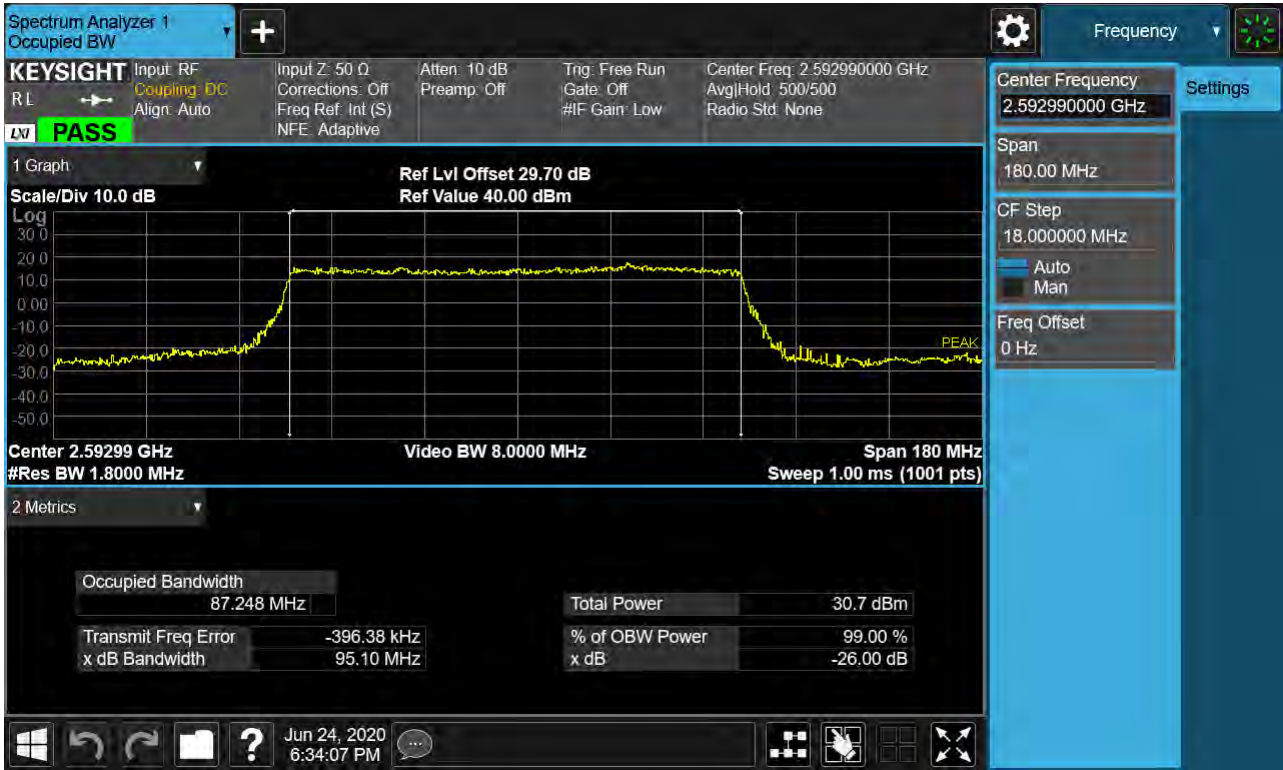 Spectrum Analyzer 1
Occupied BW
Frequency
KEYSIGHT
R L
LXI
PASS
Input: RF
Coupling: DC
Align: Auto
Input Z: 50 Ω
Corrections: Off
Freq Ref: Int (S)
NFE: Adaptive
Atten: 10 dB
Preamp: Off
Trig: Free Run
Gate: Off
#IF Gain: Low
Center Freq: 2.592990000 GHz
Avg|Hold: 500/500
Radio Std: None
Center Frequency
2.592990000 GHz
Settings
Span
180.00 MHz
CF Step
18.000000 MHz
Auto
Man
Freq Offset
0 Hz
1 Graph
Scale/Div 10.0 dB
Ref Lvl Offset 29.70 dB
Ref Value 40.00 dBm
Log
30.0
20.0
10.0
0.00
-10.0
-20.0
-30.0
-40.0
-50.0
PEAK
Center 2.59299 GHz
Video BW 8.0000 MHz
Span 180 MHz
#Res BW 1.8000 MHz
Sweep 1.00 ms (1001 pts)
2 Metrics
Occupied Bandwidth
87.248 MHz
Total Power 30.7 dBm
Transmit Freq Error -396.38 kHz
% of OBW Power 99.00 %
x dB Bandwidth 95.10 MHz
x dB -26.00 dB
?
Jun 24, 2020
6:34:07 PM